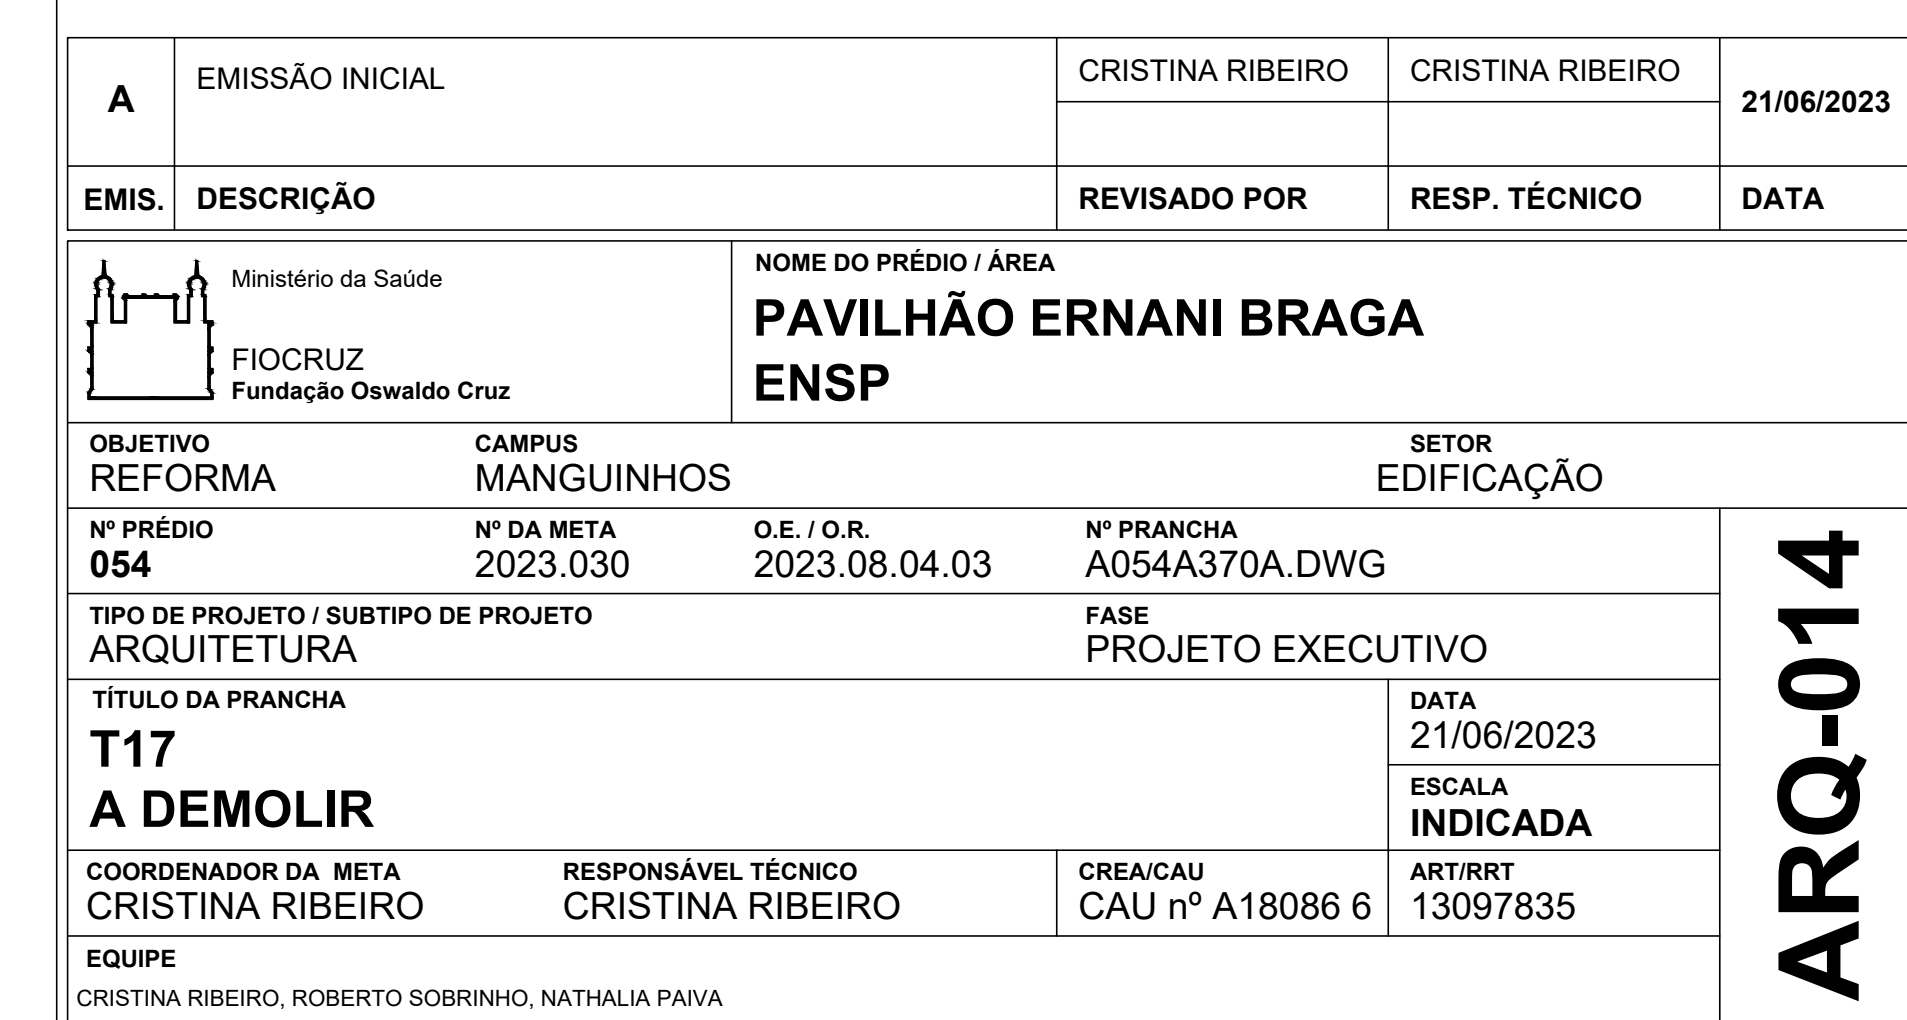 A
EMISSÃO INICIAL
CRISTINA RIBEIRO
CRISTINA RIBEIRO
21/06/2023
EMIS.
DESCRIÇÃO
REVISADO POR
RESP. TÉCNICO
DATA
Ministério da Saúde
FIOCRUZ
Fundação Oswaldo Cruz
NOME DO PRÉDIO / ÁREA
PAVILHÃO ERNANI BRAGA
ENSP
OBJETIVO
REFORMA
CAMPUS
MANGUINHOS
SETOR
EDIFICAÇÃO
Nº PRÉDIO
054
Nº DA META
2023.030
O.E. / O.R.
2023.08.04.03
Nº PRANCHA
A054A370A.DWG
TIPO DE PROJETO / SUBTIPO DE PROJETO
ARQUITETURA
FASE
PROJETO EXECUTIVO
TÍTULO DA PRANCHA
T17
A DEMOLIR
DATA
21/06/2023
ESCALA
INDICADA
COORDENADOR DA META
CRISTINA RIBEIRO
RESPONSÁVEL TÉCNICO
CRISTINA RIBEIRO
CREA/CAU
CAU nº A18086 6
ART/RRT
13097835
EQUIPE
CRISTINA RIBEIRO, ROBERTO SOBRINHO, NATHALIA PAIVA
ARQ-014